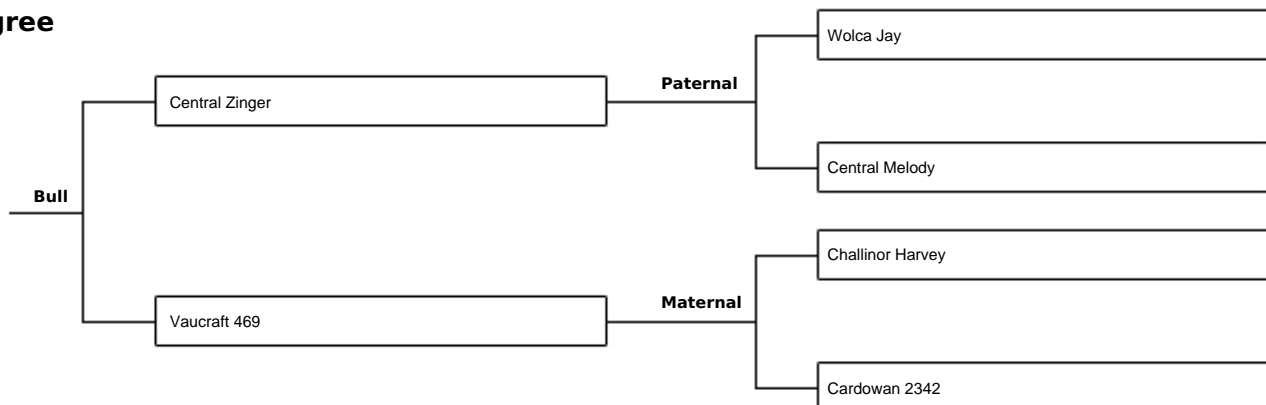 gree
Wolca Jay
Central Zinger
Paternal
Central Melody
Bull
Challinor Harvey
Vaucraft 469
Maternal
Cardowan 2342